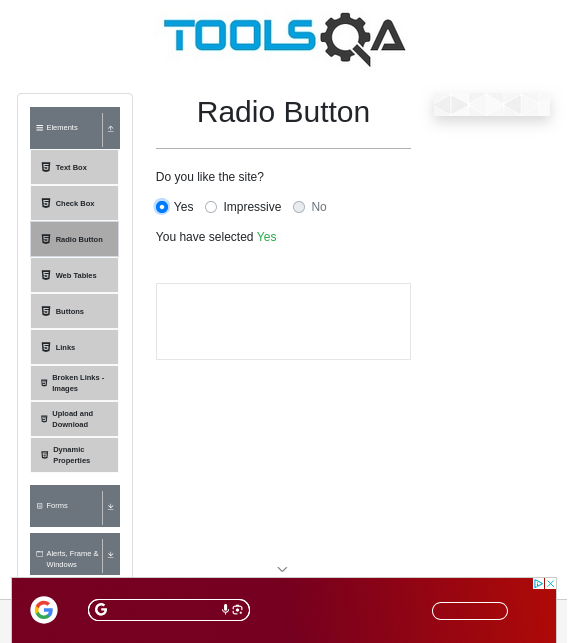 TOOLSQA
Radio Button
Elements
Text Box
Check Box
Radio Button
Web Tables
Buttons
Links
Broken Links -
Images
Upload and
Download
Dynamic
Properties
Forms
Alerts, Frame &
Windows
Do you like the site?
Yes Impressive No
You have selected Yes